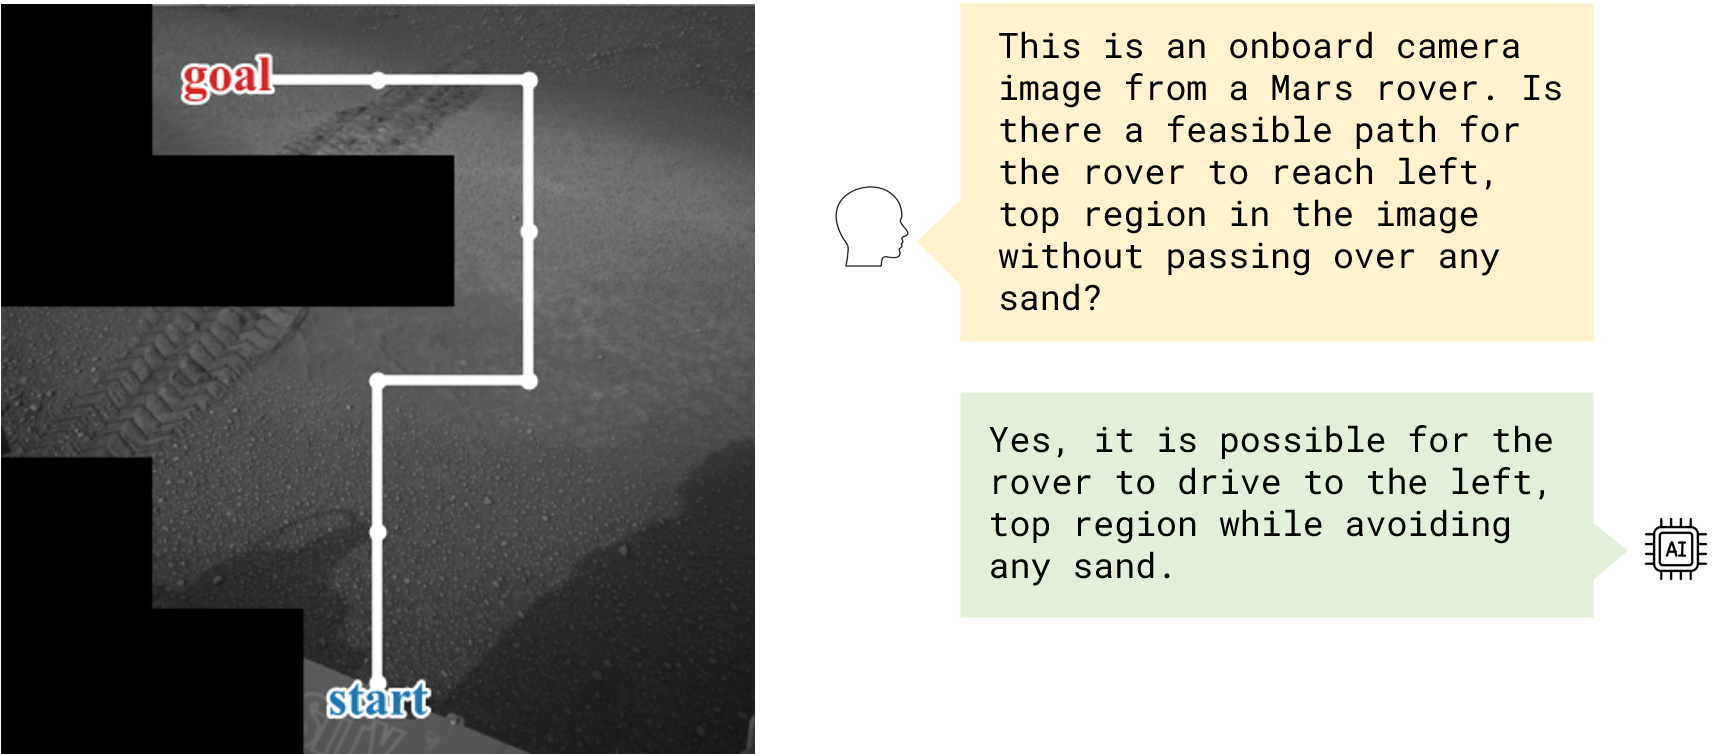 goal
start
This is an onboard camera
image from a Mars rover. Is
there a feasible path for
the rover to reach left,
top region in the image
without passing over any
sand?
Yes, it is possible for the
rover to drive to the left,
top region while avoiding
any sand.
AI